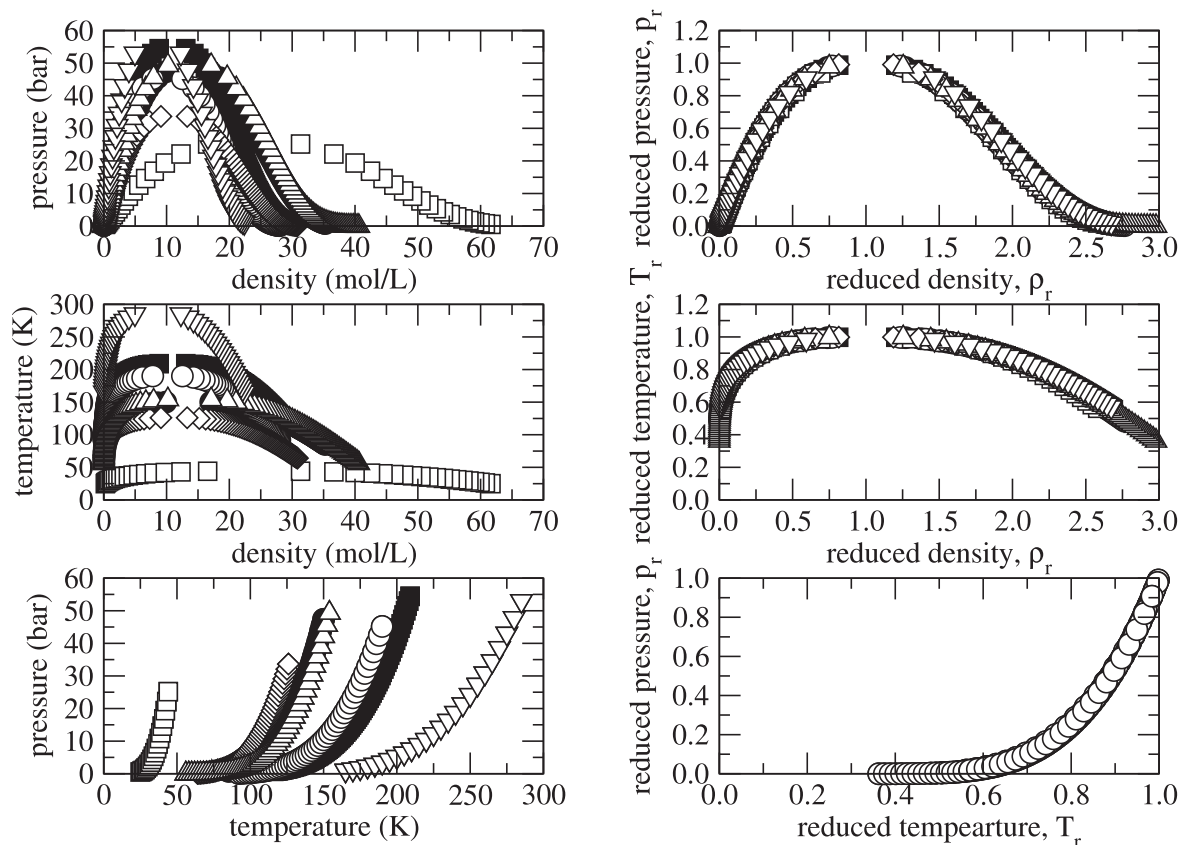 pressure (bar)
60
50
40
30
20
10
0
0 10 20 30 40 50 60 70
density (mol/L)
reduced pressure, p_r
1.2
1.0
0.8
0.6
0.4
0.2
0.0
0.0 0.5 1.0 1.5 2.0 2.5 3.0
reduced density, ρ_r
temperature (K)
300
250
200
150
100
50
0
0 10 20 30 40 50 60 70
density (mol/L)
reduced temperature, T_r
1.2
1.0
0.8
0.6
0.4
0.2
0.0
0.0 0.5 1.0 1.5 2.0 2.5 3.0
reduced density, ρ_r
pressure (bar)
60
50
40
30
20
10
0
0 50 100 150 200 250 300
temperature (K)
reduced pressure, p_r
1.0
0.8
0.6
0.4
0.2
0.0
0.0 0.2 0.4 0.6 0.8 1.0
reduced tempearture, T_r